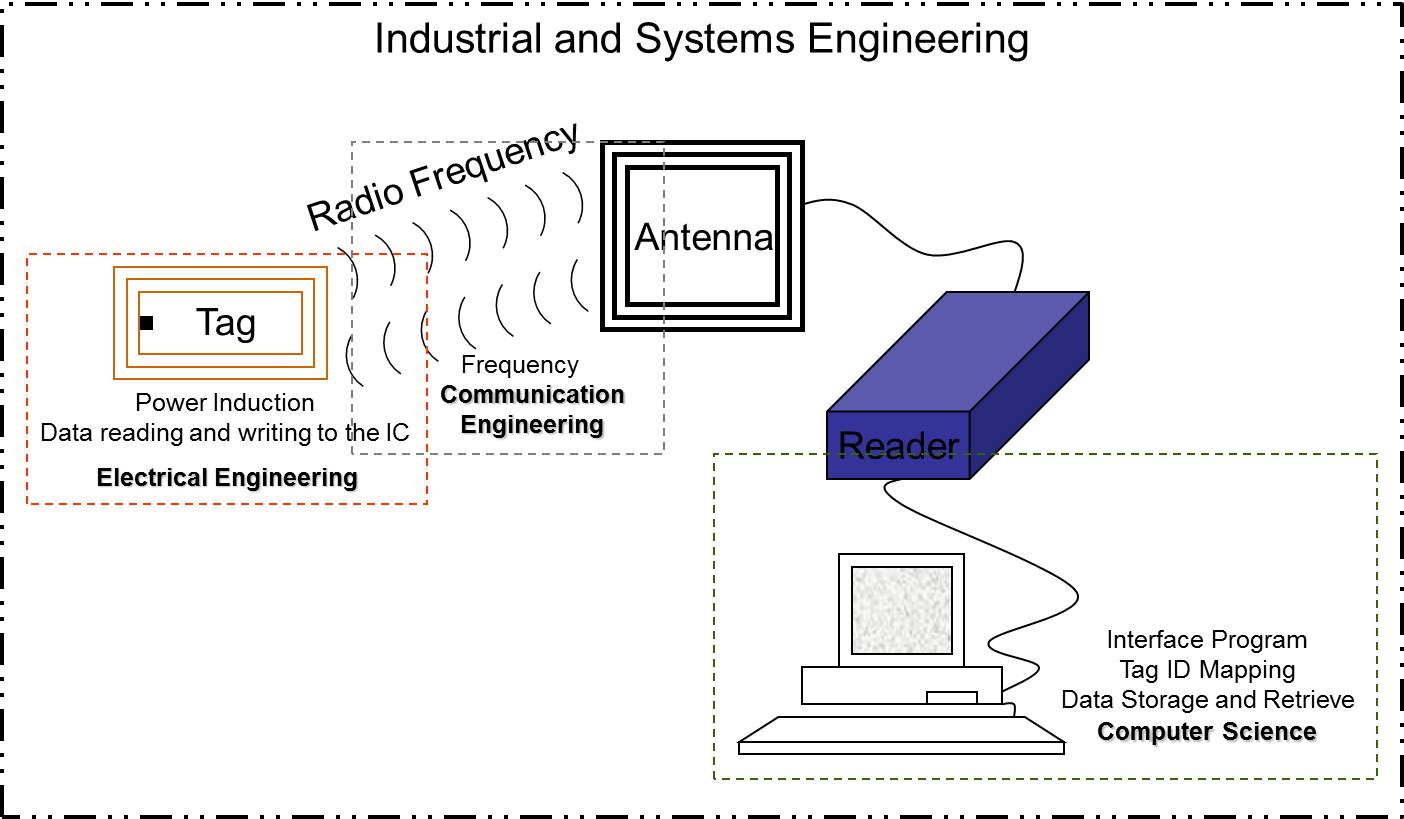 Industrial and Systems Engineering
Radio Frequency
Antenna
Tag
Frequency
Communication
Engineering
Power Induction
Data reading and writing to the IC
Electrical Engineering
Reader
Interface Program
Tag ID Mapping
Data Storage and Retrieve
Computer Science